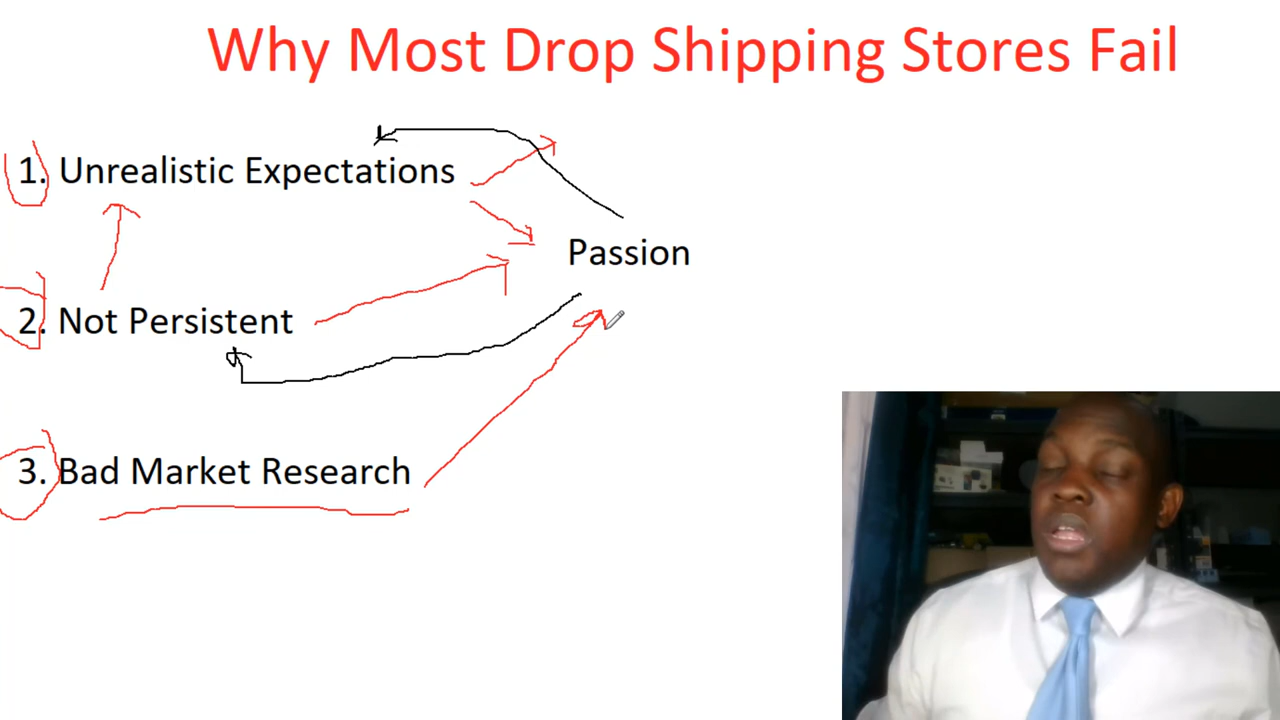 Why Most Drop Shipping Stores Fail
1. Unrealistic Expectations
Passion
2. Not Persistent
3. Bad Market Research